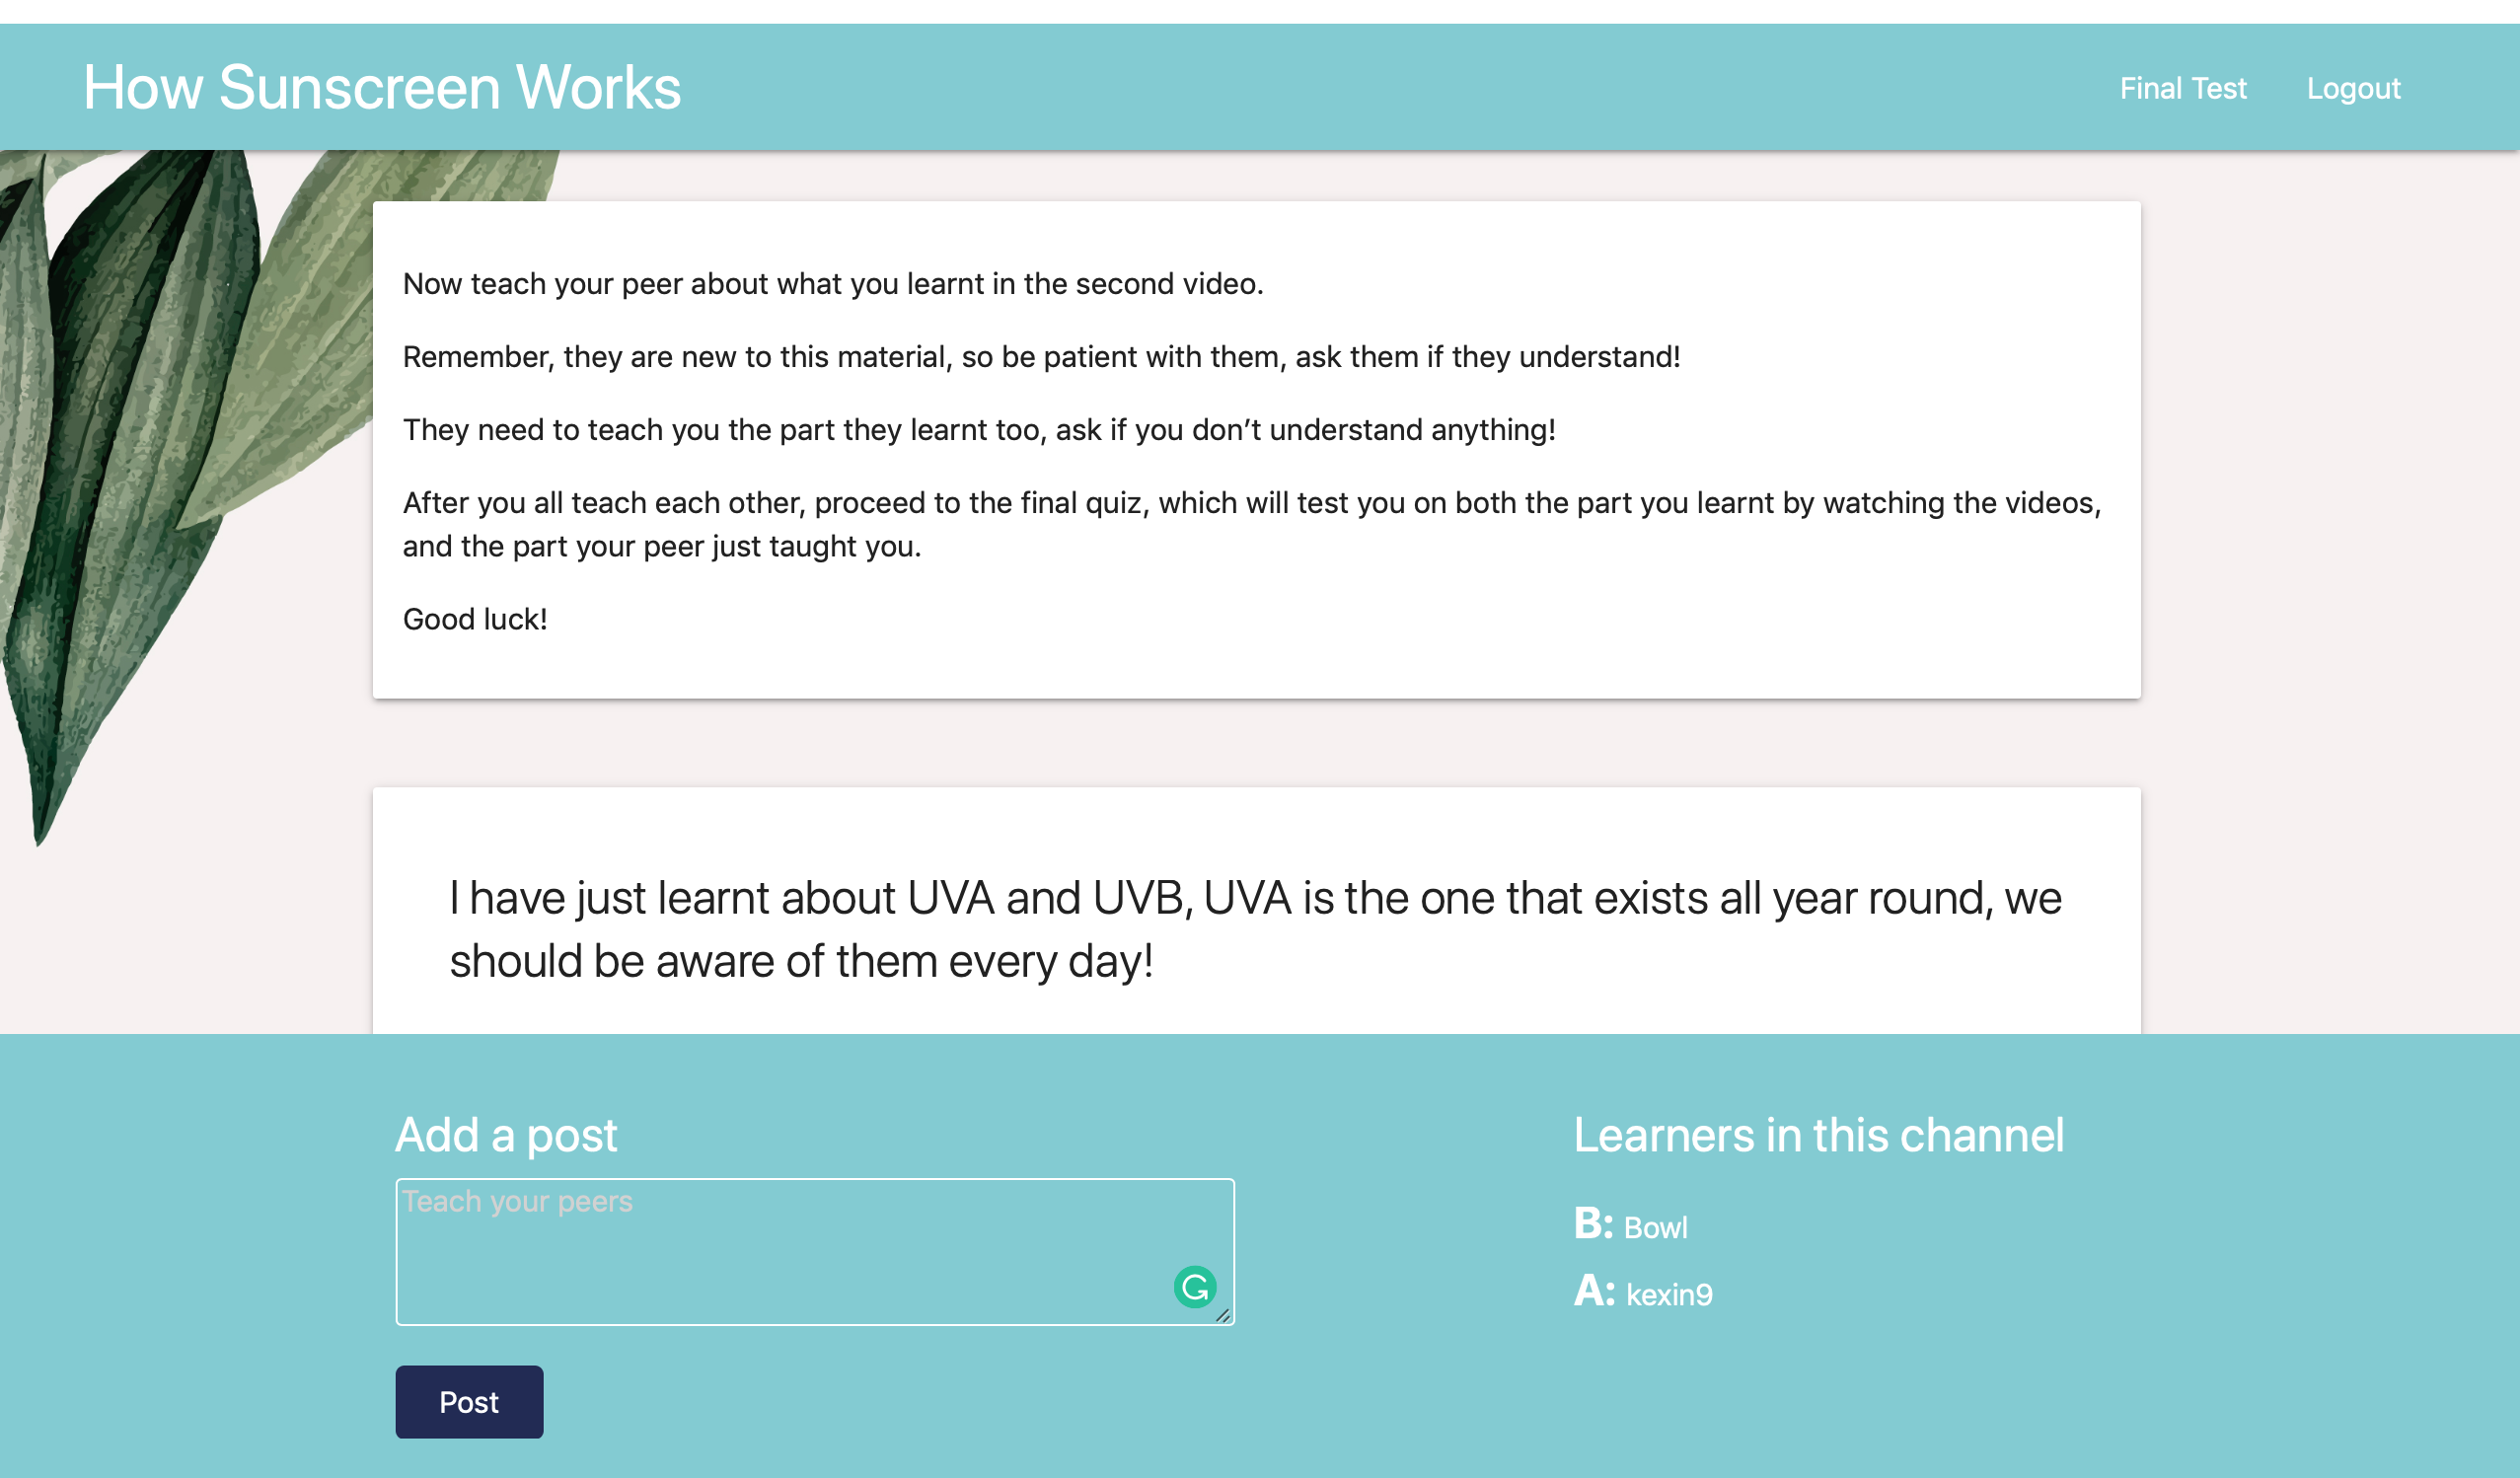 How Sunscreen Works
Final Test
Logout
Now teach your peer about what you learnt in the second video.
Remember, they are new to this material, so be patient with them, ask them if they understand!
They need to teach you the part they learnt too, ask if you don’t understand anything!
After you all teach each other, proceed to the final quiz, which will test you on both the part you learnt by watching the videos,
and the part your peer just taught you.
Good luck!
I have just learnt about UVA and UVB, UVA is the one that exists all year round, we
should be aware of them every day!
Add a post
Teach your peers
Post
Learners in this channel
B: Bowl
A: kexin9